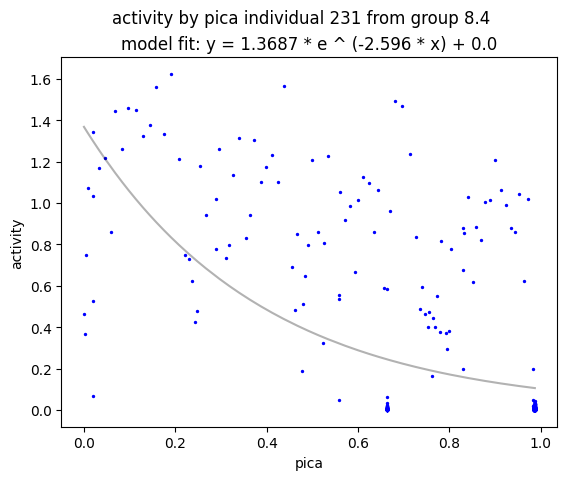 activity by pica individual 231 from group 8.4
model fit: y = 1.3687 * e ^ (-2.596 * x) + 0.0
1.6
1.4
1.2
1.0
0.8
0.6
0.4
0.2
0.0
activity
0.0 0.2 0.4 0.6 0.8 1.0
pica